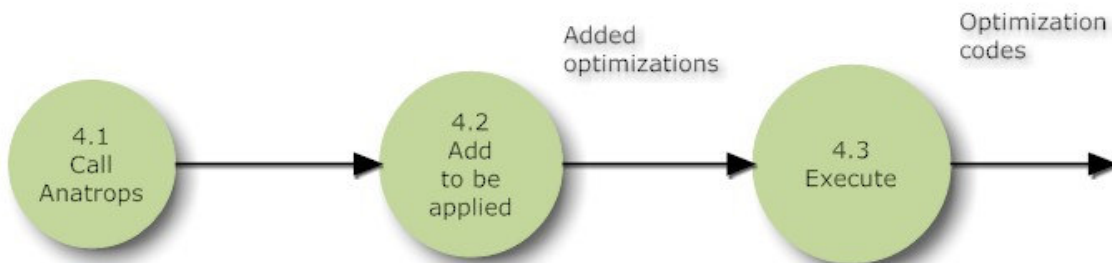 4.1
Call
Anatrops
4.2
Add
to be
applied
Added
optimizations
4.3
Execute
Optimization
codes